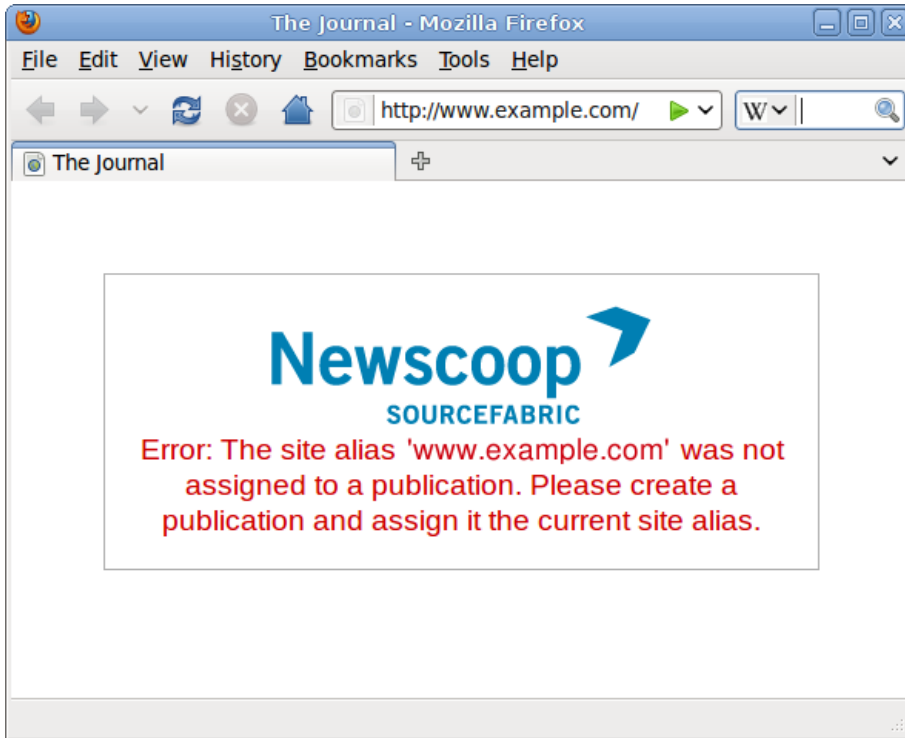 The Journal - Mozilla Firefox
File Edit View History Bookmarks Tools Help
http://www.example.com/ W
The Journal
Newscoop
SOURCEFABRIC
Error: The site alias 'www.example.com' was not
assigned to a publication. Please create a
publication and assign it the current site alias.